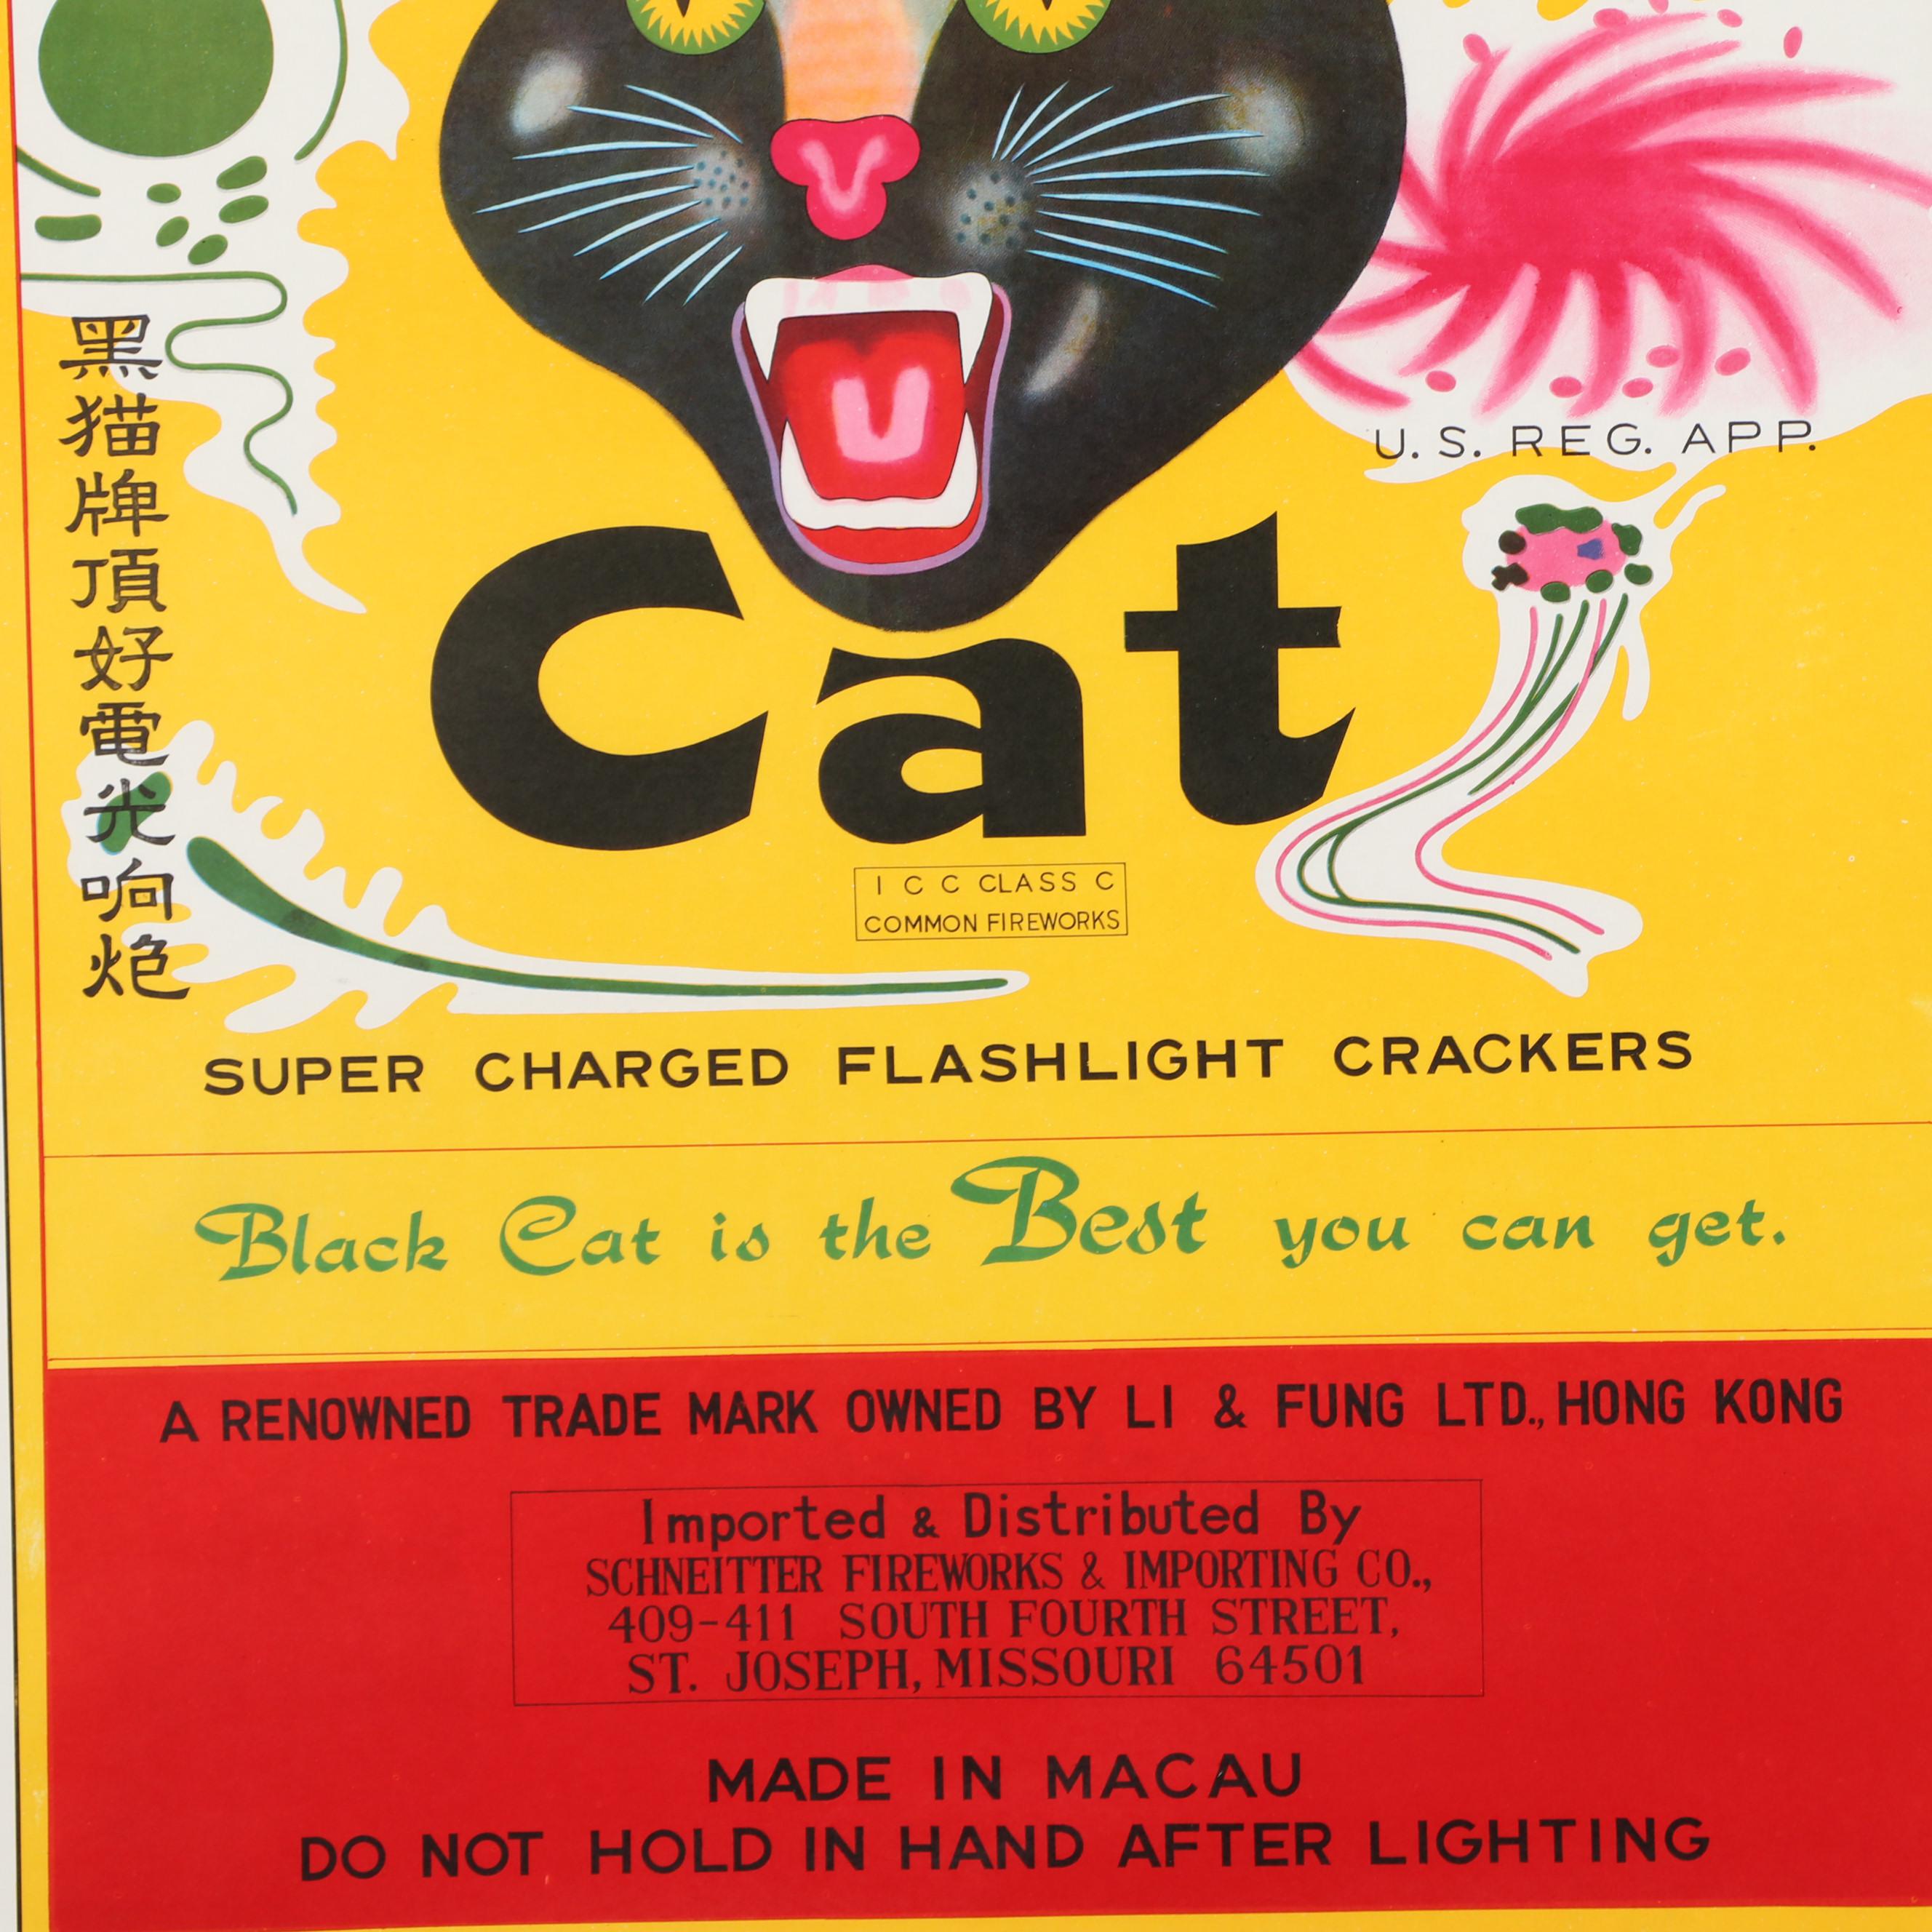 黑猫牌頂好電光响炮
U. S. REG. APP.
Cat
I C C CLASS C
COMMON FIREWORKS
SUPER CHARGED FLASHLIGHT CRACKERS
Black Cat is the Best you can get.
A RENOWNED TRADE MARK OWNED BY LI & FUNG LTD., HONG KONG
Imported & Distributed By
SCHNEITTER FIREWORKS & IMPORTING CO.,
409-411 SOUTH FOURTH STREET,
ST. JOSEPH, MISSOURI 64501
MADE IN MACAU
DO NOT HOLD IN HAND AFTER LIGHTING